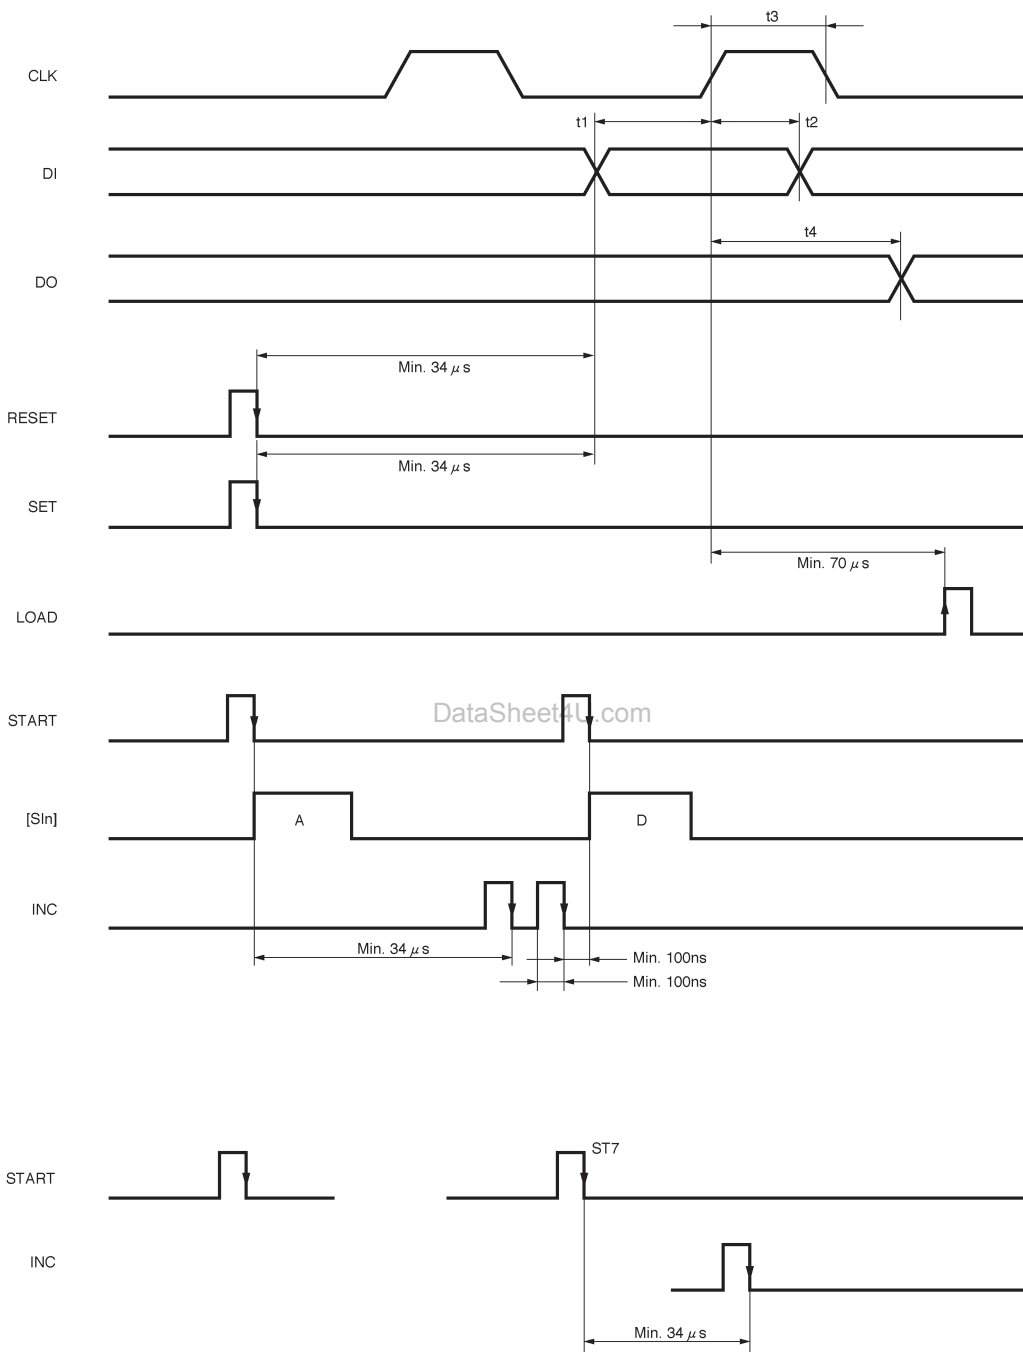 t3
CLK
t1
t2
DI
t4
DO
Min. 34 μ s
RESET
Min. 34 μ s
SET
Min. 70 μ s
LOAD
START
DataSheet4U.com
[SIn]
A
D
INC
Min. 34 μ s
Min. 100ns
Min. 100ns
ST7
START
INC
Min. 34 μ s